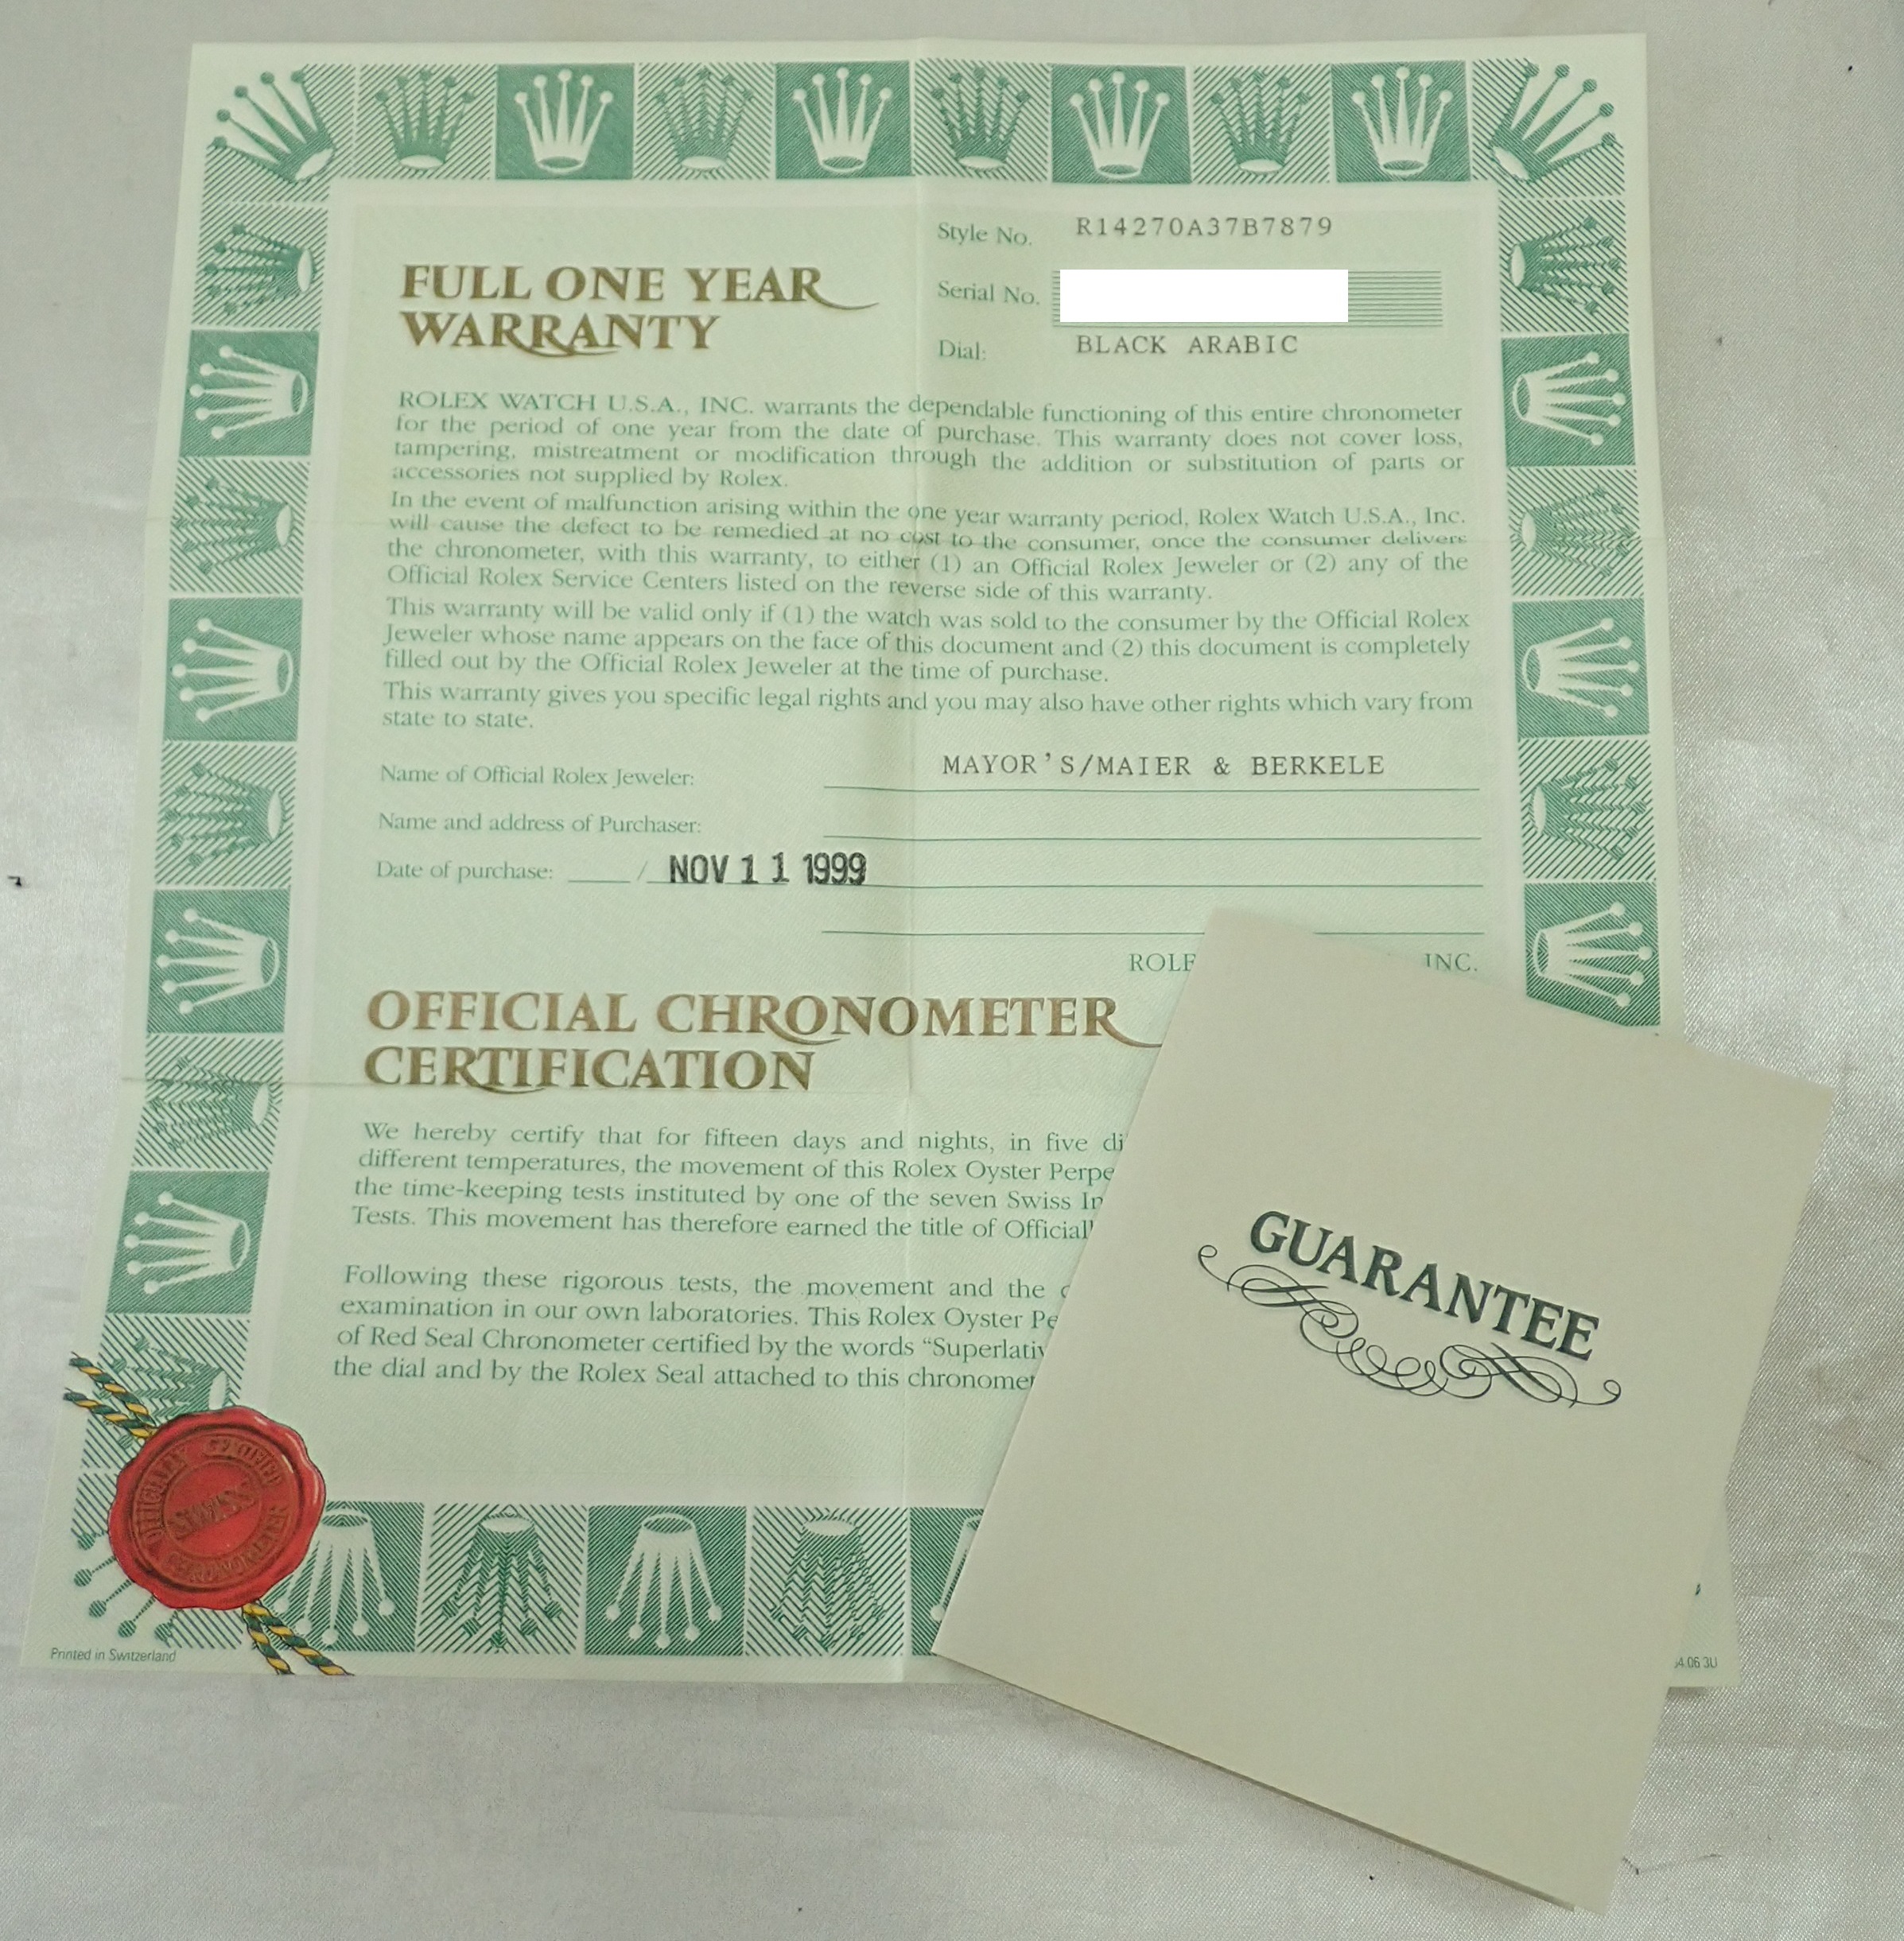 Style No. R14270A37B7879
Serial No.
Dial: BLACK ARABIC
FULL ONE YEAR
WARRANTY
ROLEX WATCH U.S.A., INC. warrants the dependable functioning of this entire chronometer
for the period of one year from the date of purchase. This warranty does not cover loss,
tampering, mistreatment or modification through the addition or substitution of parts or
accessories not supplied by Rolex.
In the event of malfunction arising within the one year warranty period, Rolex Watch U.S.A., Inc.
will cause the defect to be remedied at no cost to the consumer, once the consumer delivers
the chronometer, with this warranty, to either (1) an Official Rolex Jeweler or (2) any of the
Official Rolex Service Centers listed on the reverse side of this warranty.
This warranty will be valid only if (1) the watch was sold to the consumer by the Official Rolex
Jeweler whose name appears on the face of this document and (2) this document is completely
filled out by the Official Rolex Jeweler at the time of purchase.
This warranty gives you specific legal rights and you may also have other rights which vary from
state to state.
Name of Official Rolex Jeweler: MAYOR'S/MAIER & BERKELE
Name and address of Purchaser:
Date of purchase: / NOV 11 1999
INC.
OFFICIAL CHRONOMETER
CERTIFICATION
We hereby certify that for fifteen days and nights, in five
different temperatures, the movement of this Rolex Oyster
the time-keeping tests instituted by one of the seven Swiss
Tests. This movement has therefore earned the title of
Following these rigorous tests, the movement and the
examination in our own laboratories. This Rolex Oyster
of Red Seal Chronometer certified by the words
the dial and by the Rolex Seal attached to this
GUARANTEE
OFFICIALLY CERTIFIED
SWISS
CHRONOMETER
Printed in Switzerland